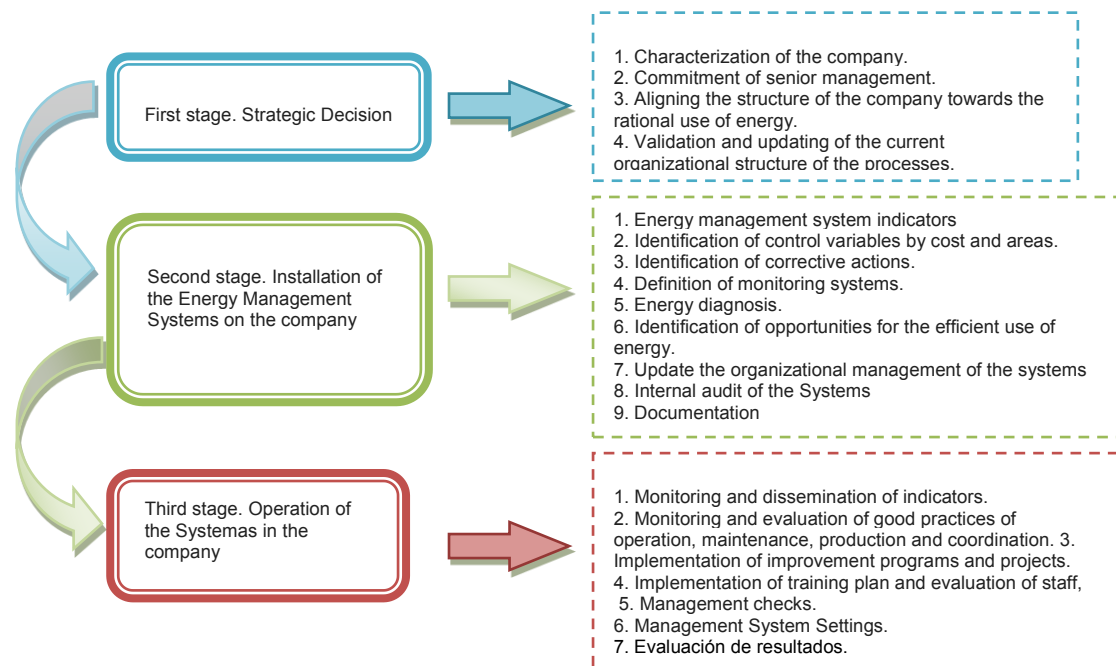 First stage. Strategic Decision
1. Characterization of the company.
2. Commitment of senior management.
3. Aligning the structure of the company towards the
rational use of energy.
4. Validation and updating of the current
organizational structure of the processes.
Second stage. Installation of
the Energy Management
Systems on the company
1. Energy management system indicators
2. Identification of control variables by cost and areas.
3. Identification of corrective actions.
4. Definition of monitoring systems.
5. Energy diagnosis.
6. Identification of opportunities for the efficient use of
energy.
7. Update the organizational management of the systems
8. Internal audit of the Systems
9. Documentation
Third stage. Operation of
the Systemas in the
company
1. Monitoring and dissemination of indicators.
2. Monitoring and evaluation of good practices of
operation, maintenance, production and coordination. 3.
Implementation of improvement programs and projects.
4. Implementation of training plan and evaluation of staff,
5. Management checks.
6. Management System Settings.
7. Evaluación de resultados.